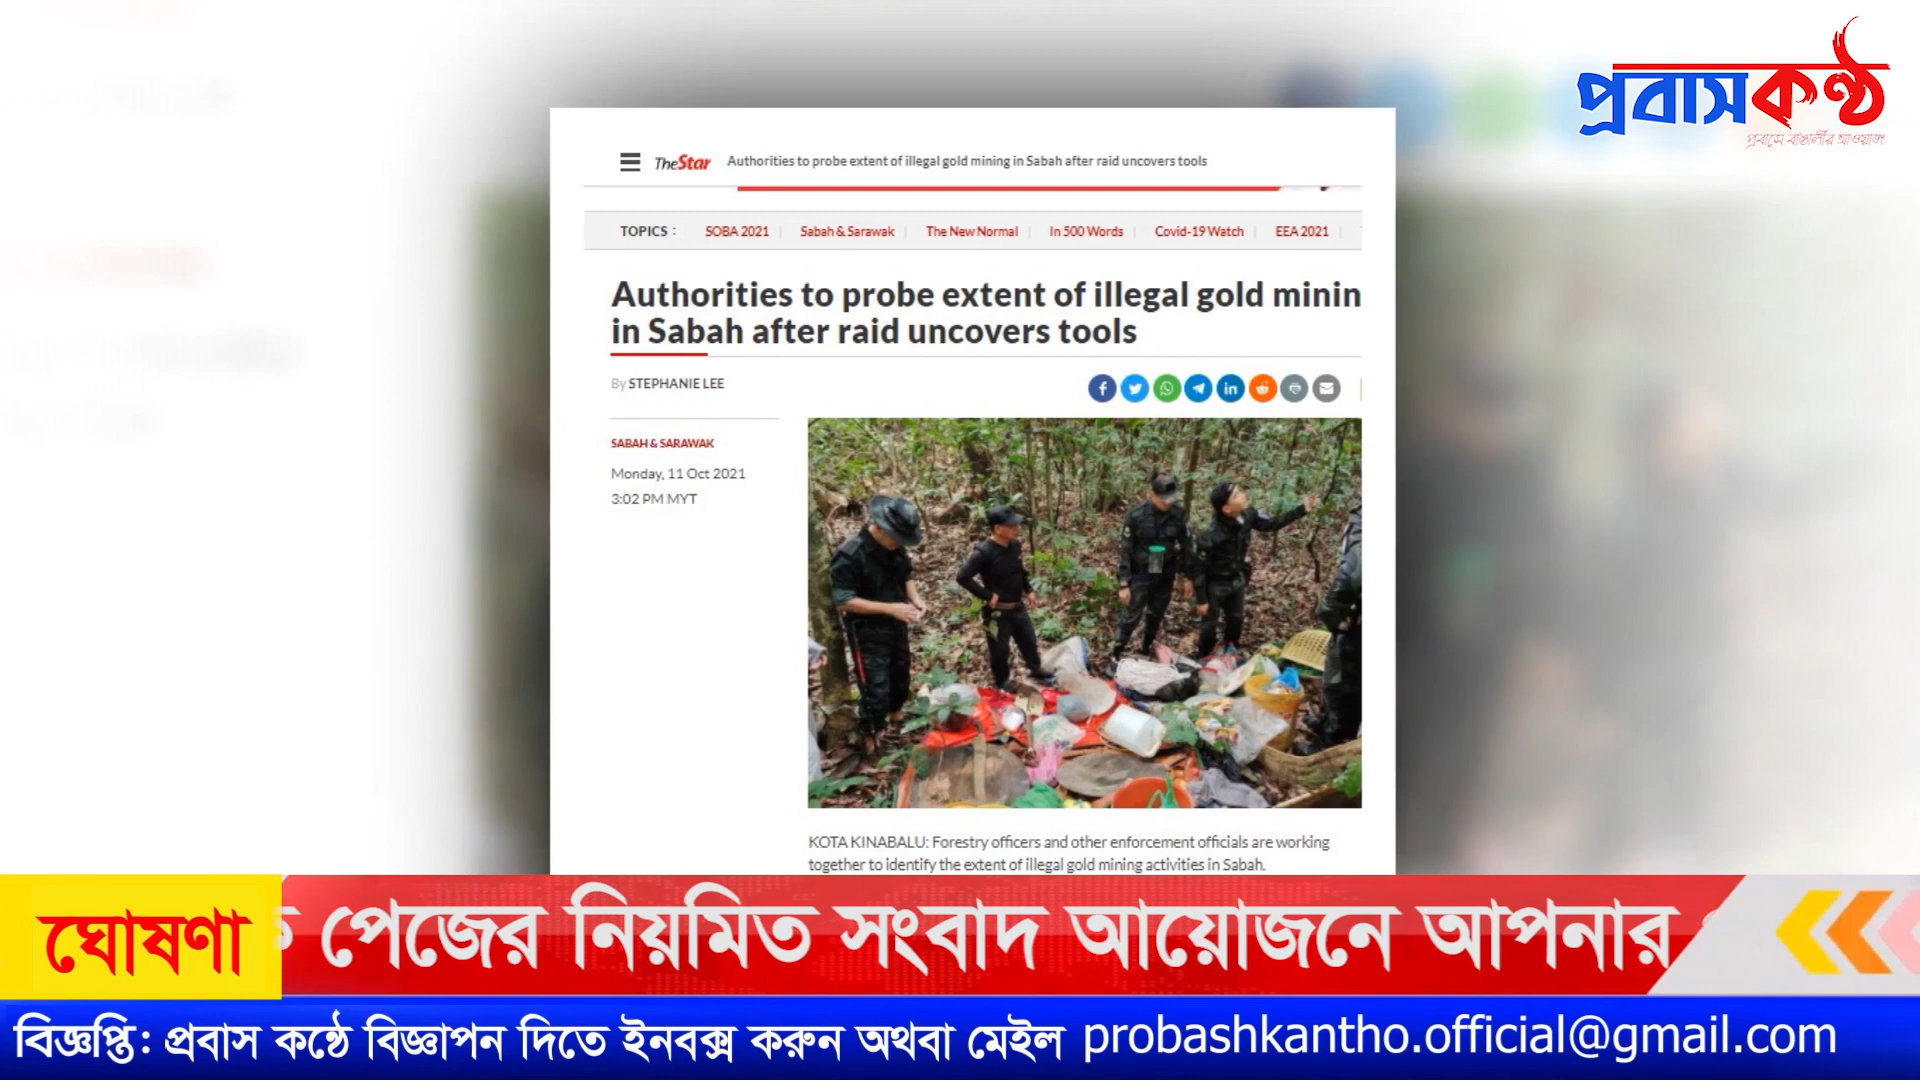 প্রবাসকণ্ঠ
প্রবাসে বাঙালীর আওয়াজ
TheStar Authorities to probe extent of illegal gold mining in Sabah after raid uncovers tools
TOPICS : SOBA 2021 Sabah & Sarawak The New Normal In 500 Words Covid-19 Watch EEA 2021
Authorities to probe extent of illegal gold minin
in Sabah after raid uncovers tools
By STEPHANIE LEE
SABAH & SARAWAK
Monday, 11 Oct 2021
3:02 PM MYT
KOTA KINABALU: Forestry officers and other enforcement officials are working
together to identify the extent of illegal gold mining activities in Sabah.
ঘোষণা পেজের নিয়মিত সংবাদ আয়োজনে আপনার
বিজ্ঞপ্তি: প্রবাস কন্ঠে বিজ্ঞাপন দিতে ইনবক্স করুন অথবা মেইল probashkantho.official@gmail.com